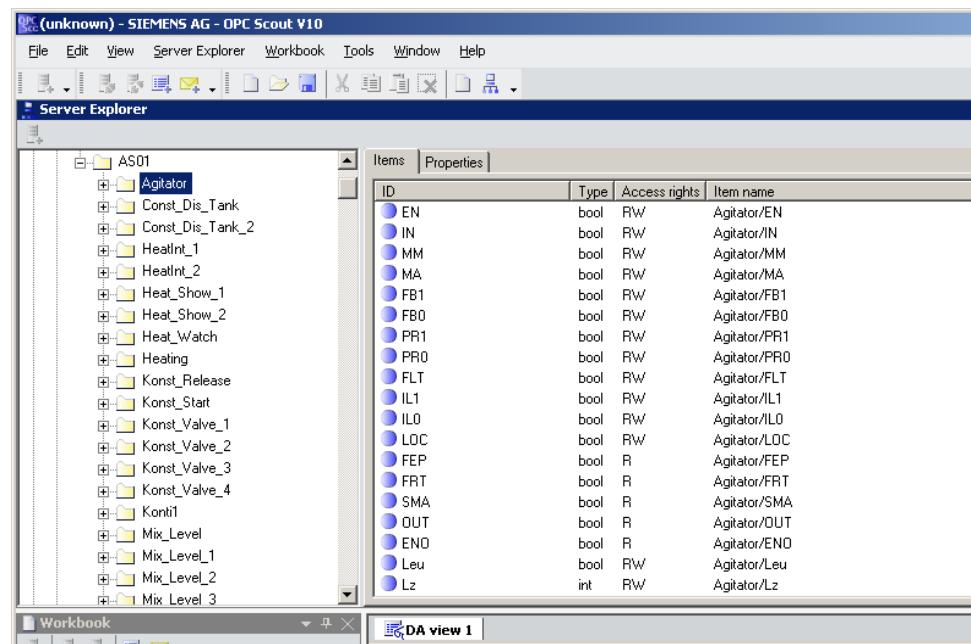 (unknown) - SIEMENS AG - OPC Scout V10
File Edit View Server Explorer Workbook Tools Window Help
Server Explorer
AS01
Agitator
Const_Dis_Tank
Const_Dis_Tank_2
HeatInt_1
HeatInt_2
Heat_Show_1
Heat_Show_2
Heat_Watch
Heating
Konst_Release
Konst_Start
Konst_Valve_1
Konst_Valve_2
Konst_Valve_3
Konst_Valve_4
Konti1
Mix_Level
Mix_Level_1
Mix_Level_2
Mix_Level_3
Items Properties
ID Type Access rights Item name
EN bool RW Agitator/EN
IN bool RW Agitator/IN
MM bool RW Agitator/MM
MA bool RW Agitator/MA
FB1 bool RW Agitator/FB1
FB0 bool RW Agitator/FB0
PR1 bool RW Agitator/PR1
PR0 bool RW Agitator/PR0
FLT bool RW Agitator/FLT
IL1 bool RW Agitator/IL1
IL0 bool RW Agitator/IL0
LOC bool RW Agitator/LOC
FEP bool R Agitator/FEP
FRT bool R Agitator/FRT
SMA bool R Agitator/SMA
OUT bool R Agitator/OUT
ENO bool R Agitator/ENO
Leu bool RW Agitator/Leu
Lz int RW Agitator/Lz
Workbook
DA view 1